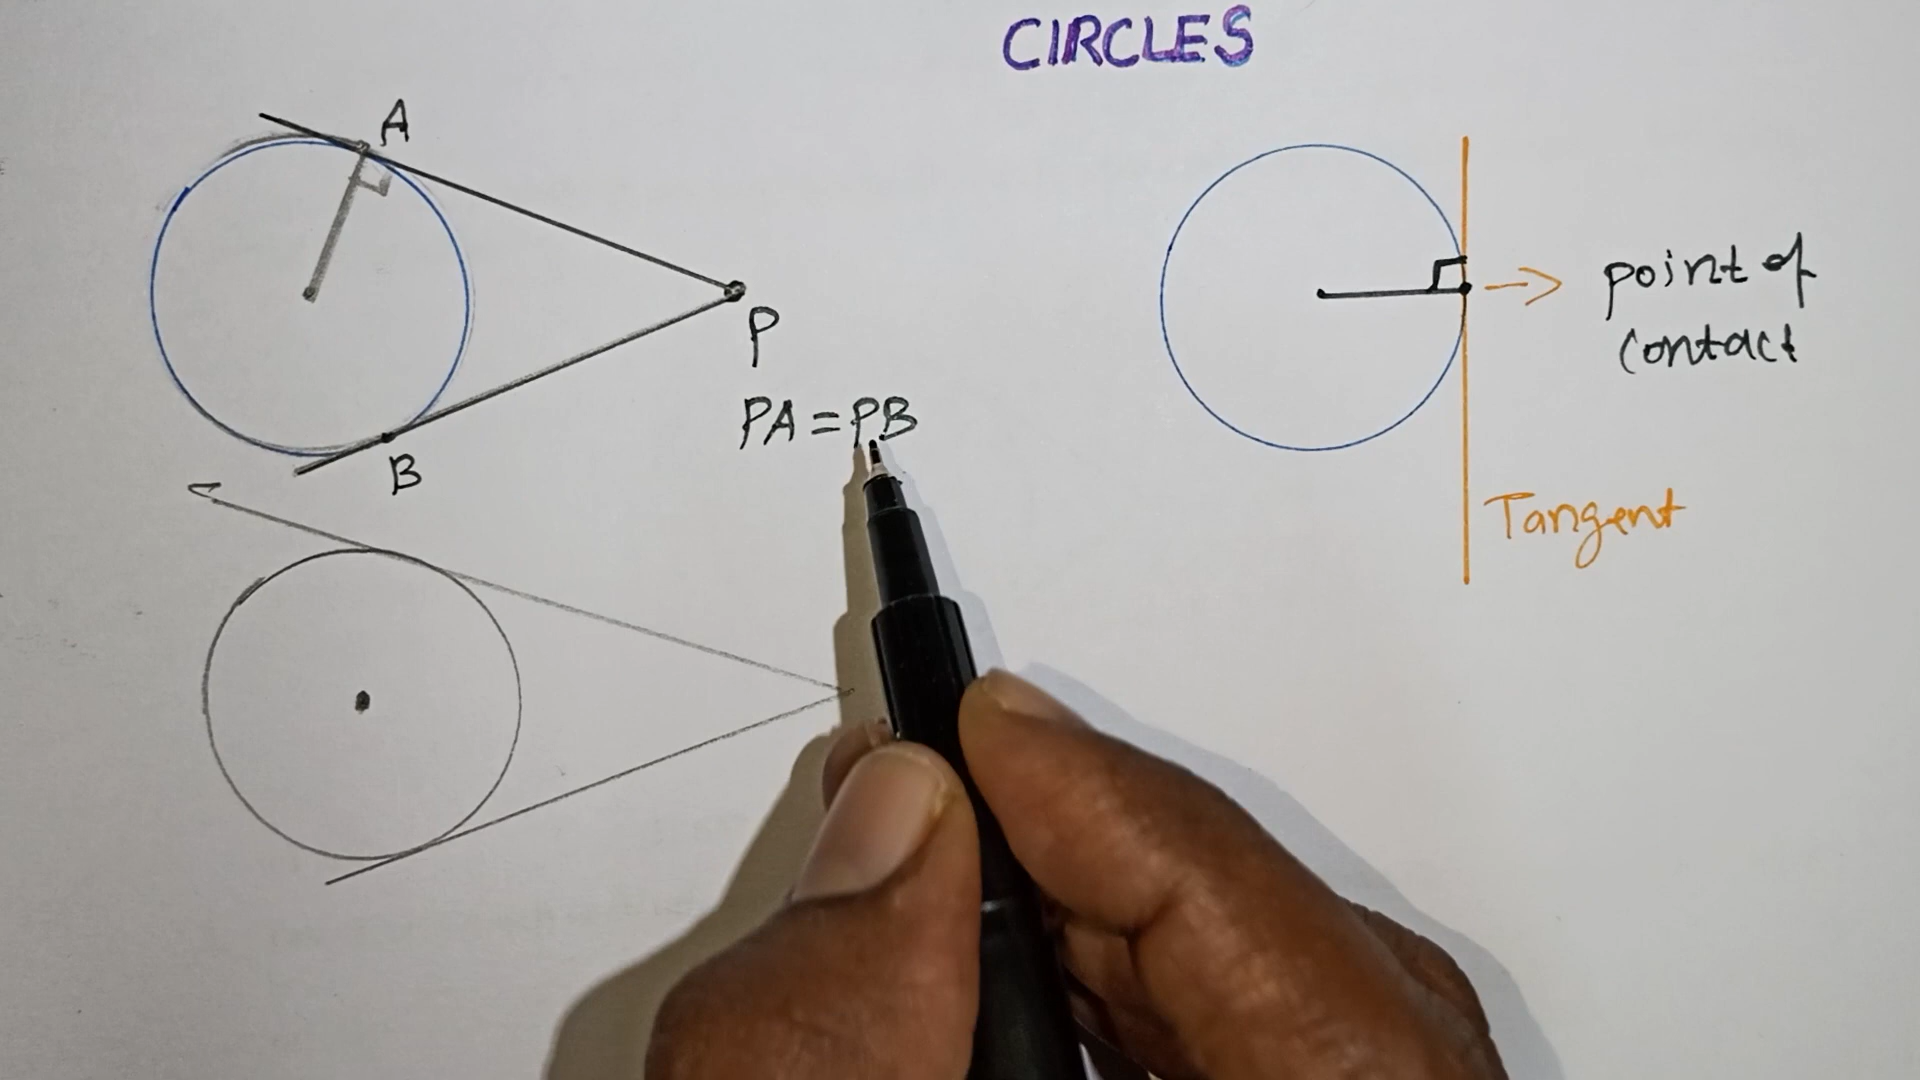 CIRCLES
A
P
PA = PB
B
point of
contact
Tangent